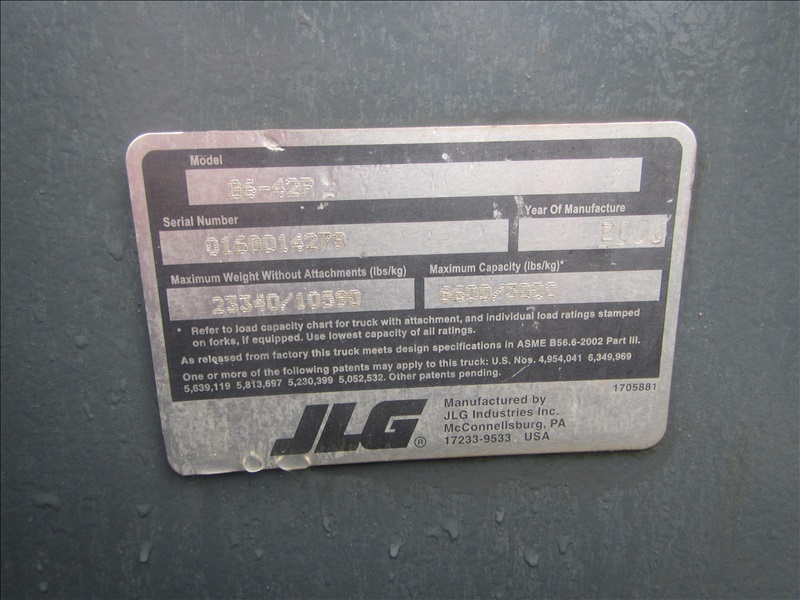 Model
G6-42P
Serial Number
Year Of Manufacture
0160014278
Maximum Weight Without Attachments (lbs/kg)
Maximum Capacity (lbs/kg)*
23340/10590
6600/3000
* Refer to load capacity chart for truck with attachment, and individual load ratings stamped
on forks, if equipped. Use lowest capacity of all ratings.
As released from factory this truck meets design specifications in ASME B56.6-2002 Part III.
One or more of the following patents may apply to this truck: U.S. Nos. 4,954,041 6,349,969
5,639,119 5,813,697 5,230,399 5,052,532. Other patents pending.
1705881
JLG®
Manufactured by
JLG Industries Inc.
McConnellsburg, PA
17233-9533 USA